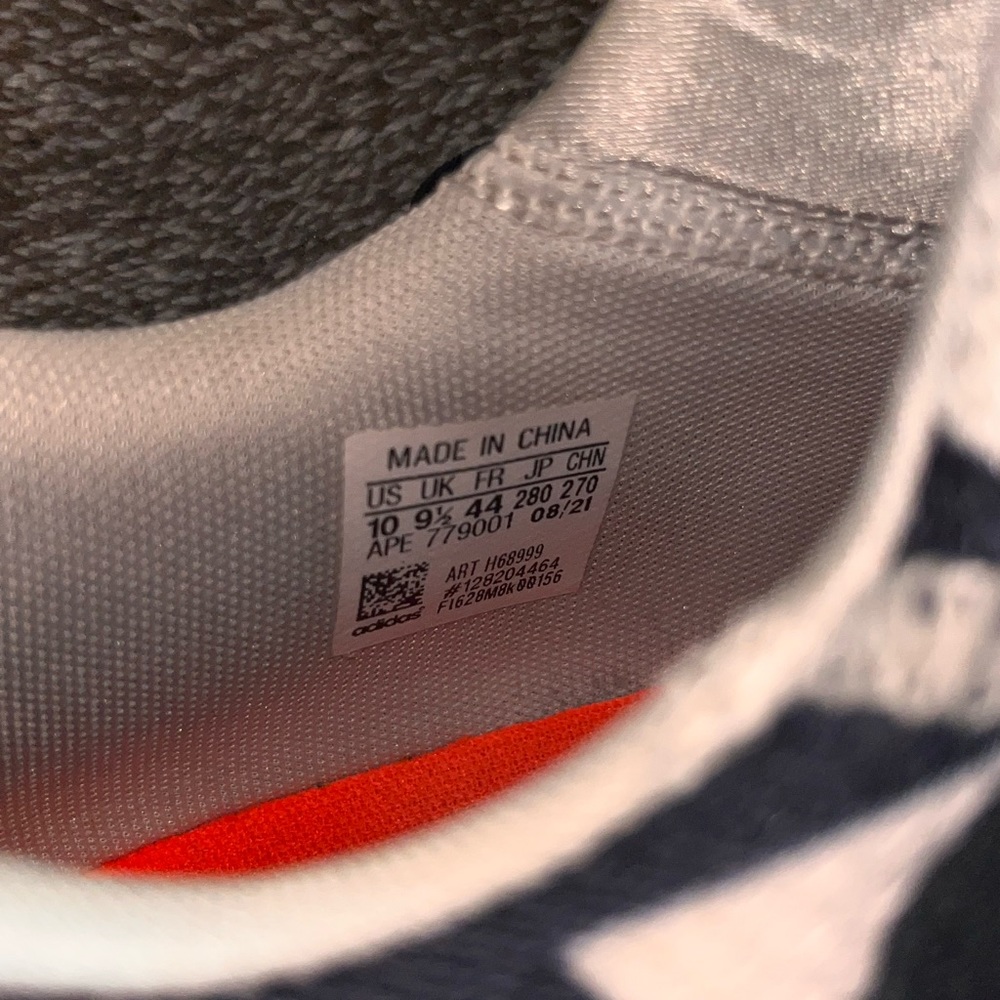 MADE IN CHINA
US UK FR JP CHN
10 9½ 44 280 270
APE 779001 08/21
ART H68999
#128204464
F1628M8K00156
adidas